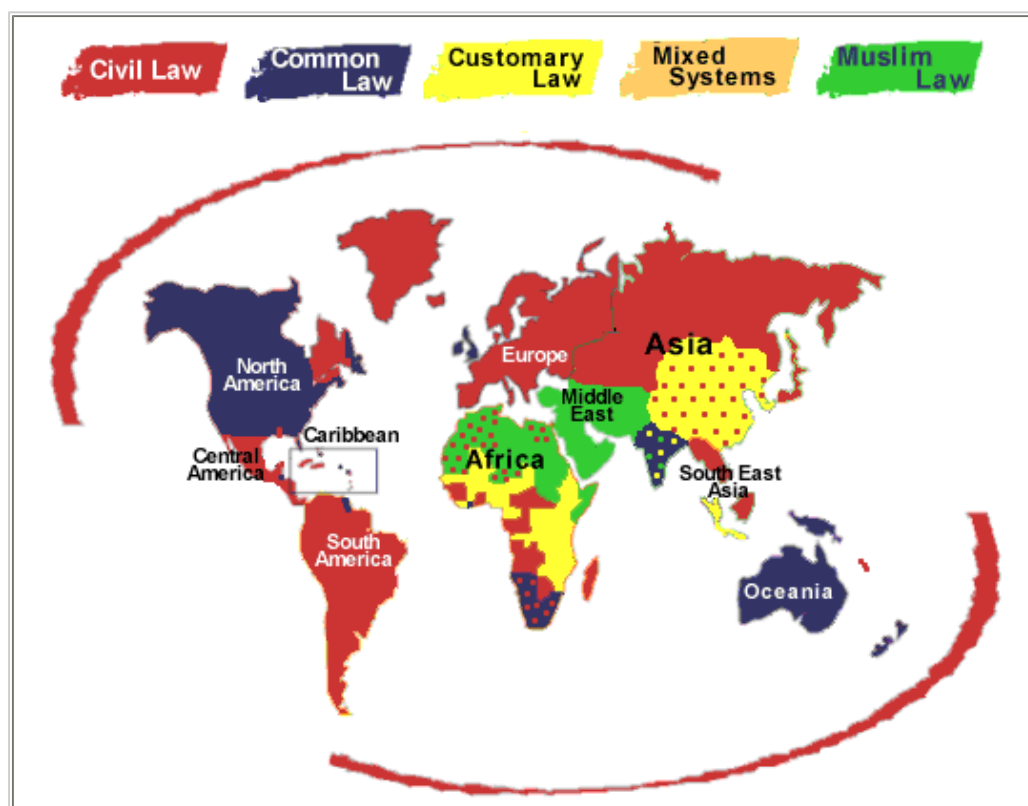 Civil Law
Common
Law
Customary
Law
Mixed
Systems
Muslim
Law
Asia
Europe
North
America
Middle
East
Caribbean
Central
America
Africa
South East
Asia
South
America
Oceania